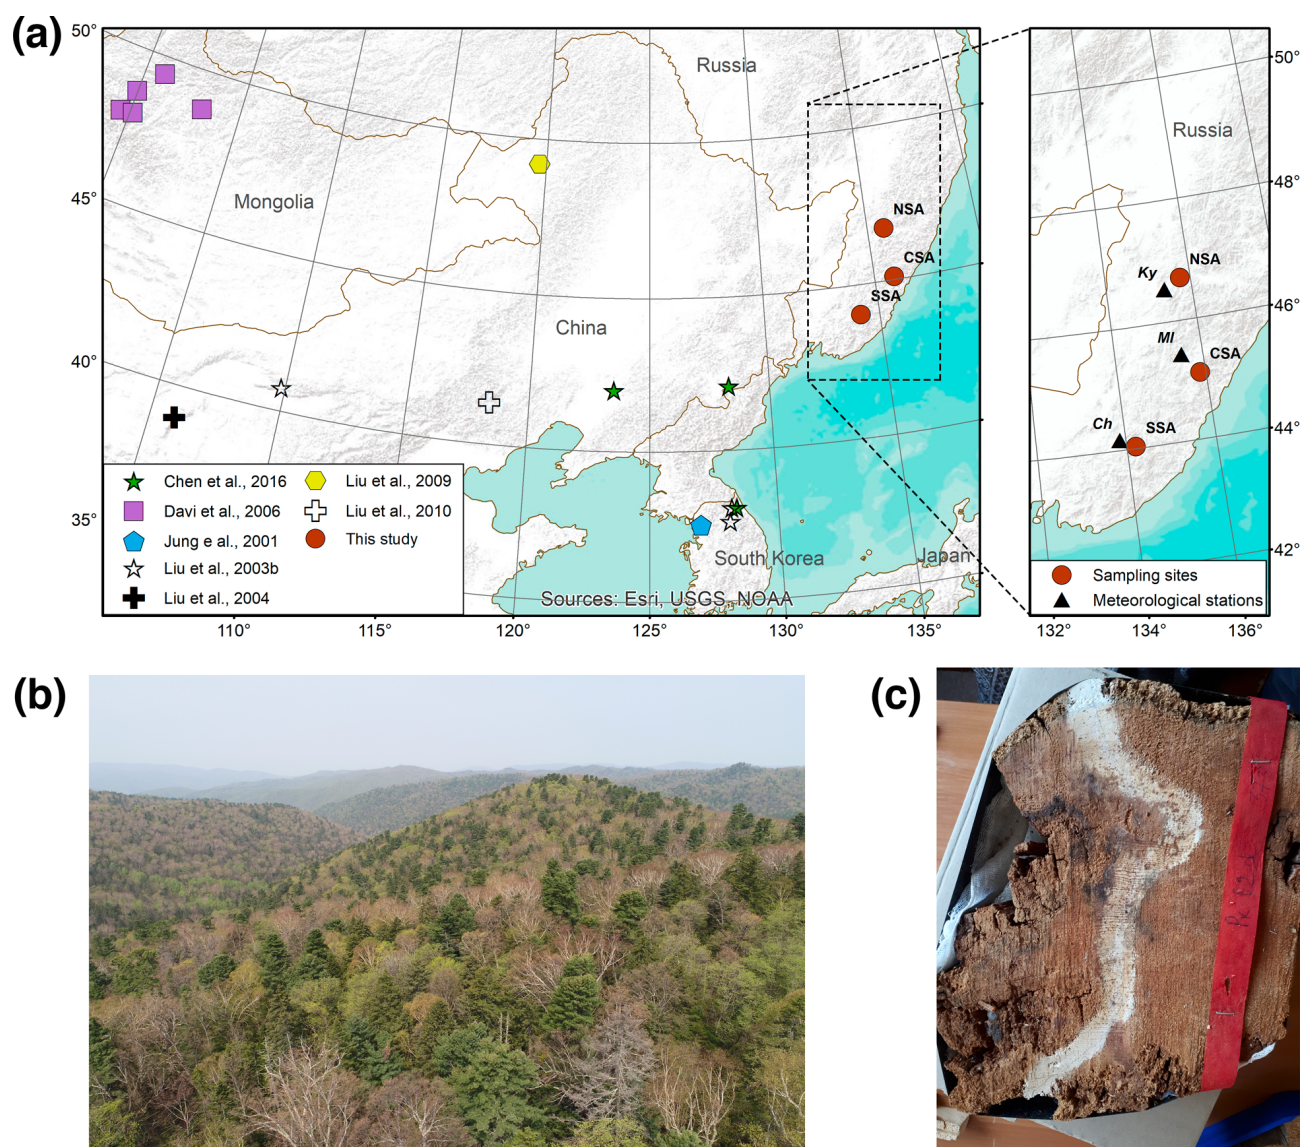 (a)
50°
45°
40°
35°
110°
115°
120°
125°
130°
135°
Russia
Mongolia
China
South Korea
Japan
NSA
CSA
SSA
Sources: Esri, USGS, NOAA
Chen et al., 2016
Davi et al., 2006
Jung e al., 2001
Liu et al., 2003b
Liu et al., 2004
Liu et al., 2009
Liu et al., 2010
This study
50°
48°
46°
44°
42°
132°
134°
136°
Russia
NSA
Ky
Ml
CSA
Ch
SSA
Sampling sites
Meteorological stations
(b)
(c)